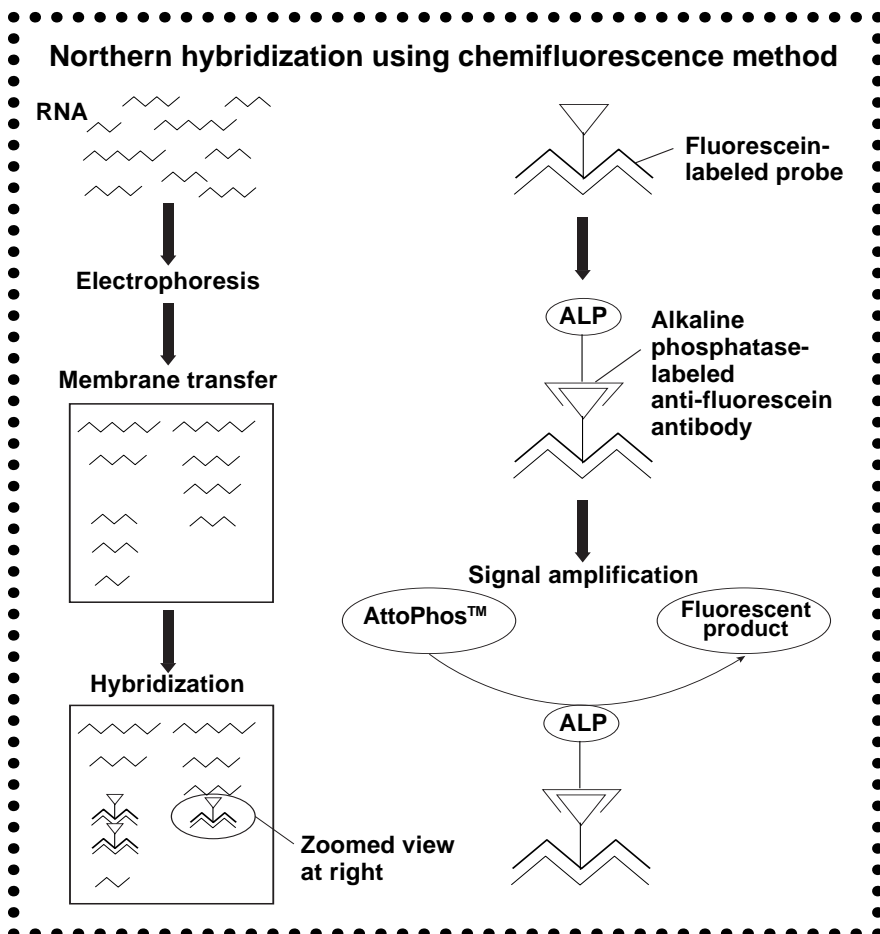 Northern hybridization using chemifluorescence method
RNA
Electrophoresis
Membrane transfer
Hybridization
Zoomed view
at right
Fluorescein-
labeled probe
ALP
Alkaline
phosphatase-
labeled
anti-fluorescein
antibody
Signal amplification
AttoPhos™
Fluorescent
product
ALP